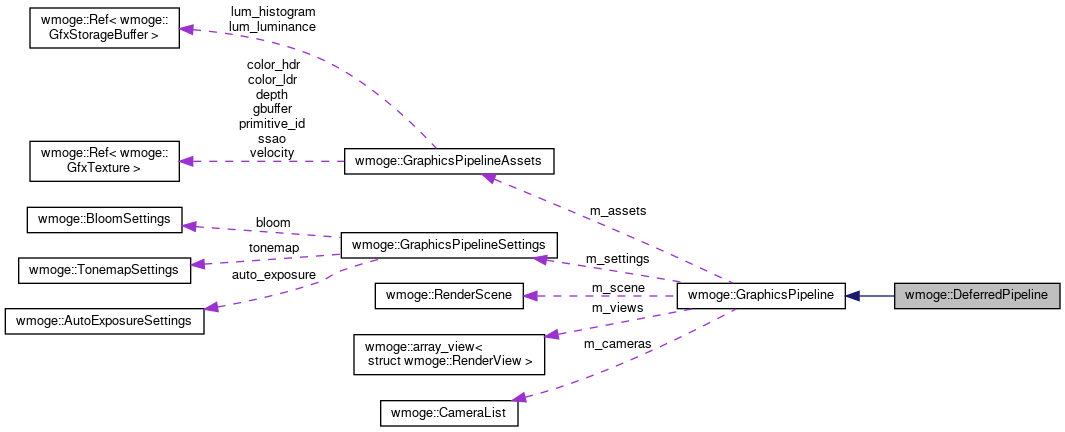 lum_histogram
lum_luminance
wmoge::Ref< wmoge::
GfxStorageBuffer >
color_hdr
color_ldr
depth
gbuffer
primitive_id
ssao
velocity
wmoge::Ref< wmoge::
GfxTexture >
wmoge::GraphicsPipelineAssets
wmoge::BloomSettings
bloom
m_assets
wmoge::GraphicsPipelineSettings
tonemap
wmoge::TonemapSettings
m_settings
auto_exposure
wmoge::RenderScene
m_scene
wmoge::GraphicsPipeline
wmoge::DeferredPipeline
wmoge::AutoExposureSettings
m_views
wmoge::array_view<
struct wmoge::RenderView >
m_cameras
wmoge::CameraList